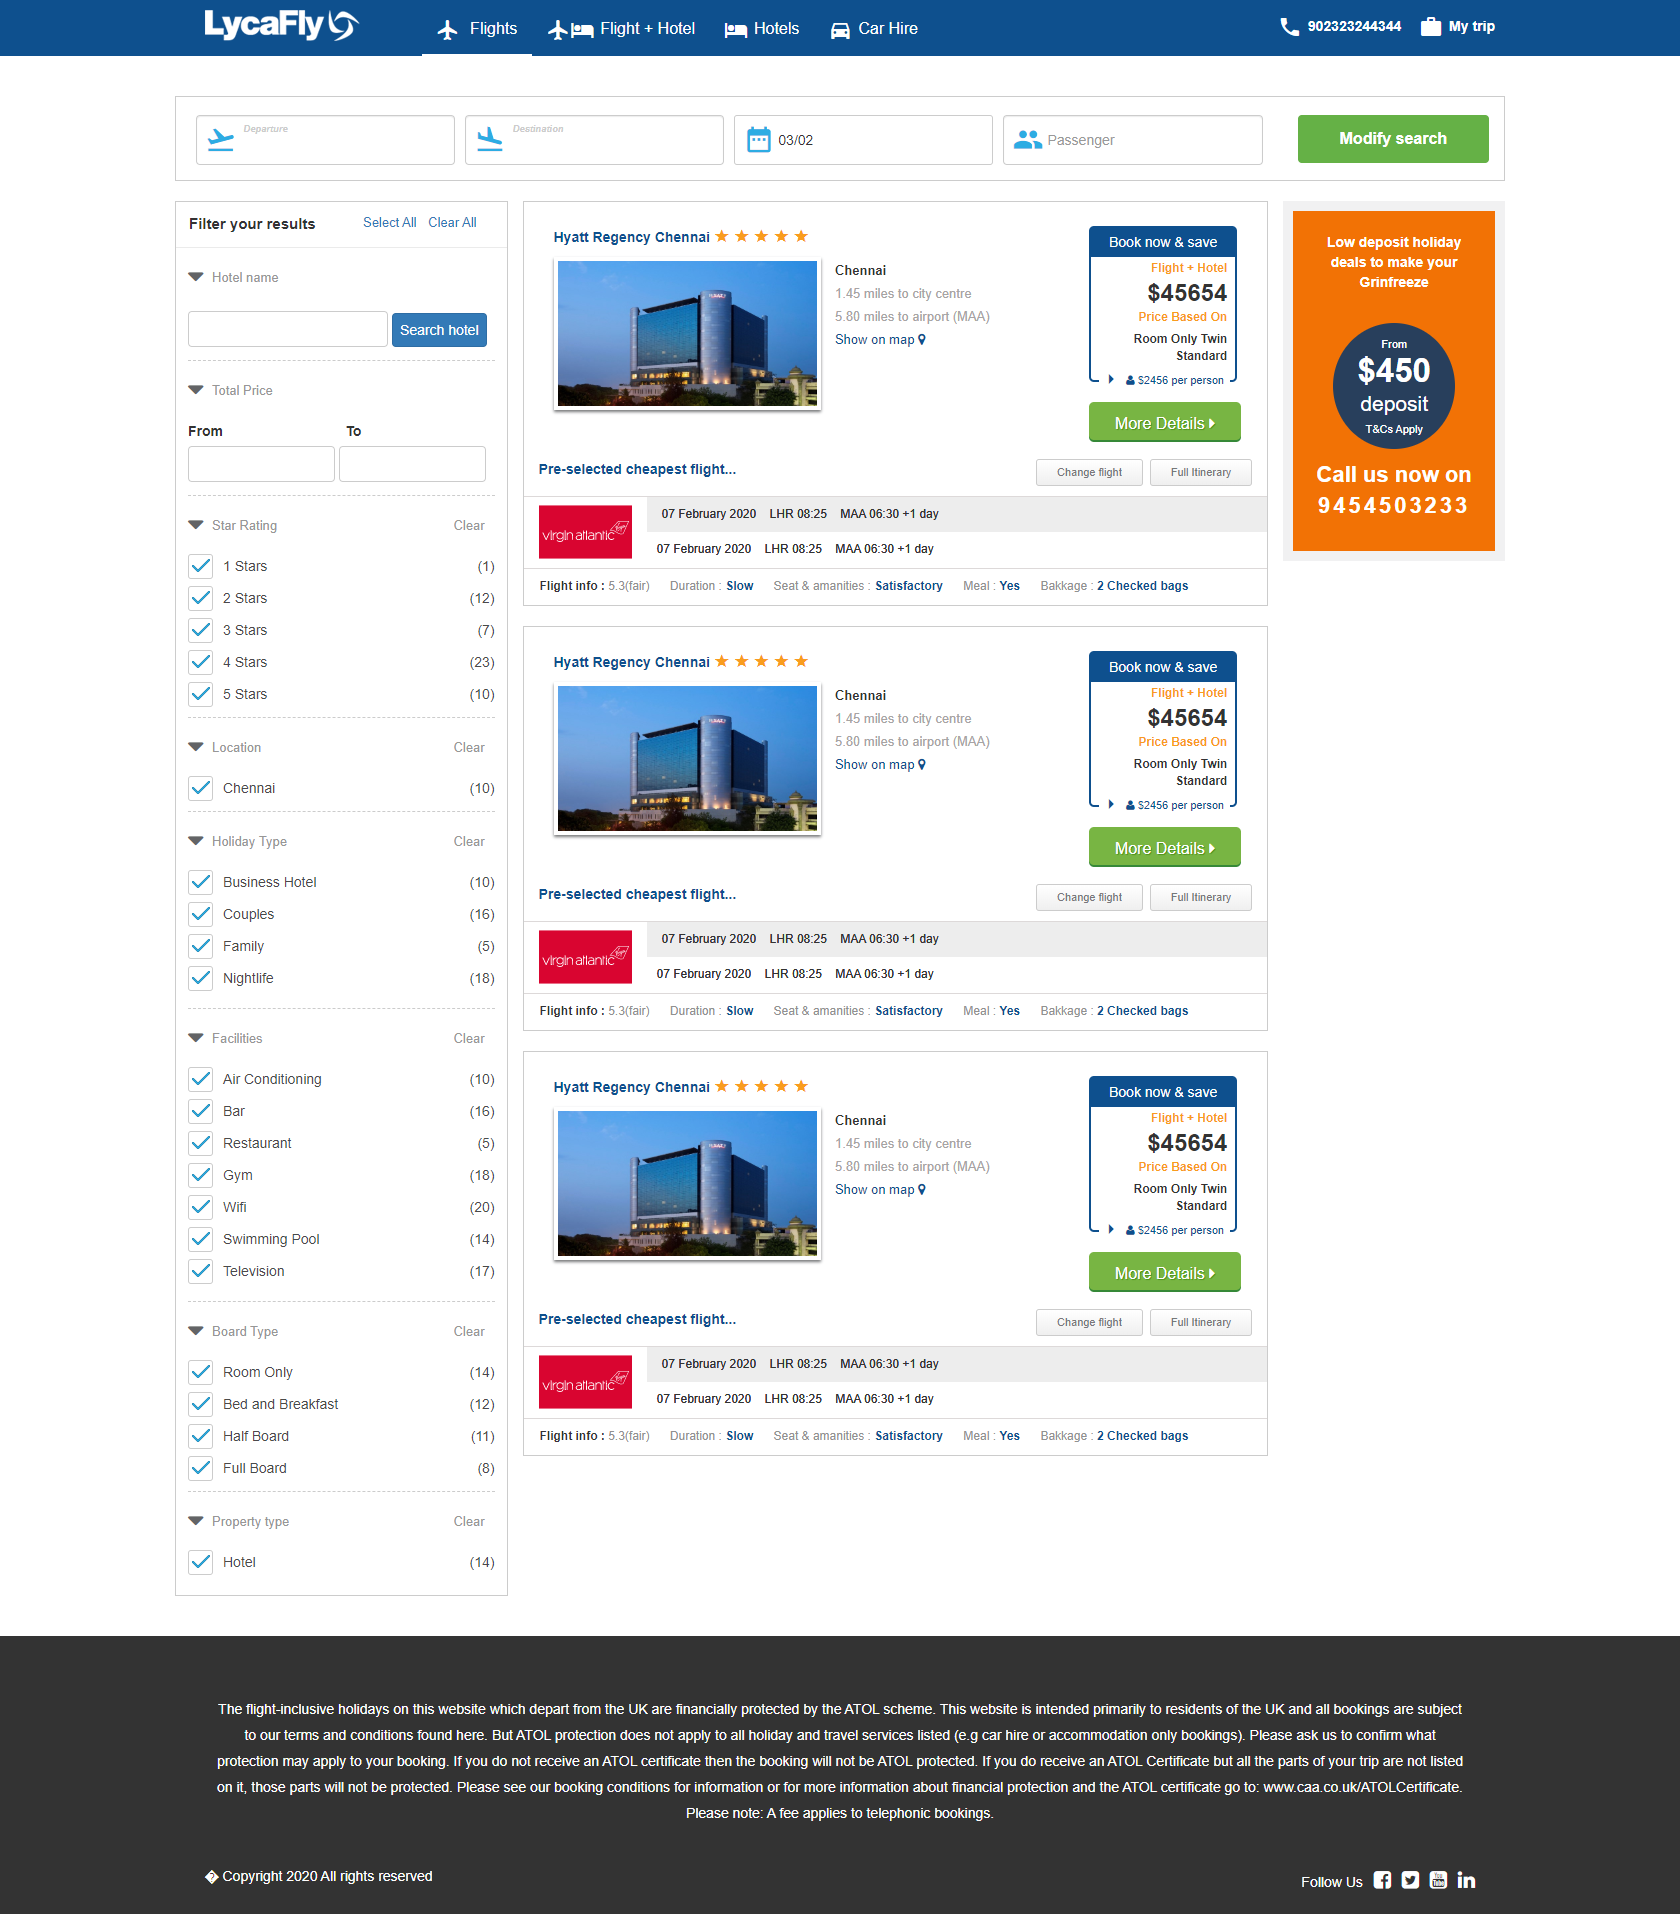 LycaFly
Flights
Flight + Hotel
Hotels
Car Hire
902323244344
My trip
Departure
Destination
03/02
Passenger
Modify search
Filter your results
Select All
Clear All
Hotel name
Search hotel
Total Price
From
To
Star Rating
Clear
1 Stars
(1)
2 Stars
(12)
3 Stars
(7)
4 Stars
(23)
5 Stars
(10)
Location
Clear
Chennai
(10)
Holiday Type
Clear
Business Hotel
(10)
Couples
(16)
Family
(5)
Nightlife
(18)
Facilities
Clear
Air Conditioning
(10)
Bar
(16)
Restaurant
(5)
Gym
(18)
Wifi
(20)
Swimming Pool
(14)
Television
(17)
Board Type
Clear
Room Only
(14)
Bed and Breakfast
(12)
Half Board
(11)
Full Board
(8)
Property type
Clear
Hotel
(14)
Hyatt Regency Chennai
Chennai
1.45 miles to city centre
5.80 miles to airport (MAA)
Show on map
Book now & save
Flight + Hotel
$45654
Price Based On
Room Only Twin
Standard
$2456 per person
More Details
Pre-selected cheapest flight...
Change flight
Full Itinerary
virgin atlantic
07 February 2020 LHR 08:25 MAA 06:30 +1 day
07 February 2020 LHR 08:25 MAA 06:30 +1 day
Flight info : 5.3(fair) Duration : Slow Seat & amanities : Satisfactory Meal : Yes Bakkage : 2 Checked bags
Hyatt Regency Chennai
Chennai
1.45 miles to city centre
5.80 miles to airport (MAA)
Show on map
Book now & save
Flight + Hotel
$45654
Price Based On
Room Only Twin
Standard
$2456 per person
More Details
Pre-selected cheapest flight...
Change flight
Full Itinerary
virgin atlantic
07 February 2020 LHR 08:25 MAA 06:30 +1 day
07 February 2020 LHR 08:25 MAA 06:30 +1 day
Flight info : 5.3(fair) Duration : Slow Seat & amanities : Satisfactory Meal : Yes Bakkage : 2 Checked bags
Hyatt Regency Chennai
Chennai
1.45 miles to city centre
5.80 miles to airport (MAA)
Show on map
Book now & save
Flight + Hotel
$45654
Price Based On
Room Only Twin
Standard
$2456 per person
More Details
Pre-selected cheapest flight...
Change flight
Full Itinerary
virgin atlantic
07 February 2020 LHR 08:25 MAA 06:30 +1 day
07 February 2020 LHR 08:25 MAA 06:30 +1 day
Flight info : 5.3(fair) Duration : Slow Seat & amanities : Satisfactory Meal : Yes Bakkage : 2 Checked bags
Low deposit holiday
deals to make your
Grinfreeze
From
$450
deposit
T&Cs Apply
Call us now on
9454503233
The flight-inclusive holidays on this website which depart from the UK are financially protected by the ATOL scheme. This website is intended primarily to residents of the UK and all bookings are subject
to our terms and conditions found here. But ATOL protection does not apply to all holiday and travel services listed (e.g car hire or accommodation only bookings). Please ask us to confirm what
protection may apply to your booking. If you do not receive an ATOL certificate then the booking will not be ATOL protected. If you do receive an ATOL Certificate but all the parts of your trip are not listed
on it, those parts will not be protected. Please see our booking conditions for information or for more information about financial protection and the ATOL certificate go to: www.caa.co.uk/ATOLCertificate.
Please note: A fee applies to telephonic bookings.
� Copyright 2020 All rights reserved
Follow Us